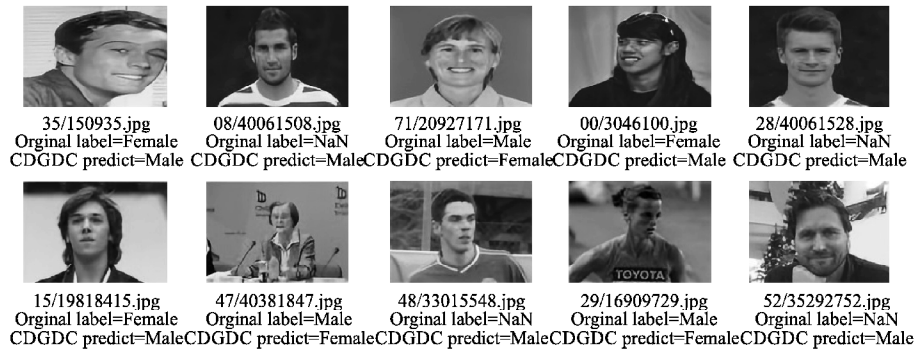 35/150935.jpg
Orginal label=Female
CDGDC predict=Male
08/40061508.jpg
Orginal label=NaN
CDGDC predict=Male
71/20927171.jpg
Orginal label=Male
CDGDC predict=Female
00/3046100.jpg
Orginal label=Female
CDGDC predict=Male
28/40061528.jpg
Orginal label=NaN
CDGDC predict=Male
TOYOTA
15/19818415.jpg
Orginal label=Female
CDGDC predict=Male
47/40381847.jpg
Orginal label=Male
CDGDC predict=Female
48/33015548.jpg
Orginal label=NaN
CDGDC predict=Male
29/16909729.jpg
Orginal label=Male
CDGDC predict=Female
52/35292752.jpg
Orginal label=NaN
CDGDC predict=Male